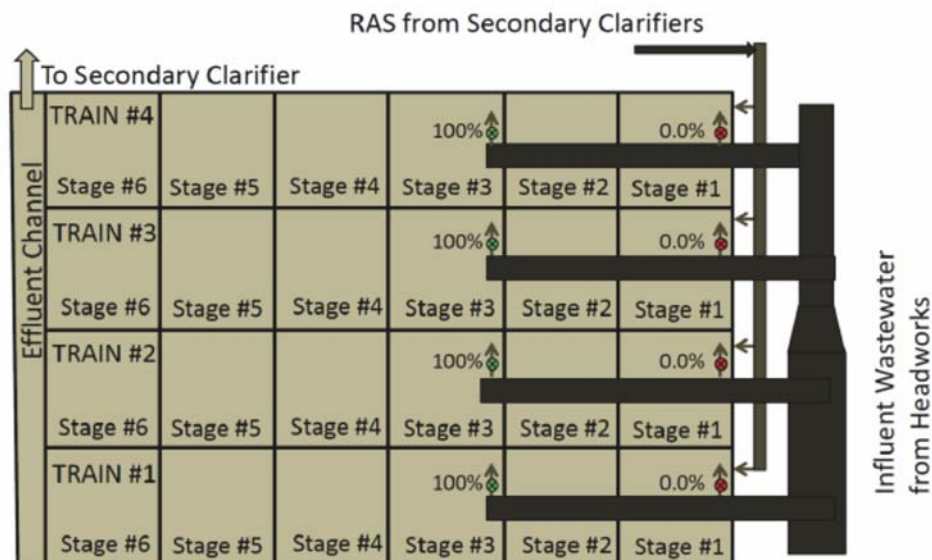 RAS from Secondary Clarifiers
To Secondary Clarifier
Effluent Channel
TRAIN #4
100%
0.0%
Stage #6
Stage #5
Stage #4
Stage #3
Stage #2
Stage #1
TRAIN #3
100%
0.0%
Stage #6
Stage #5
Stage #4
Stage #3
Stage #2
Stage #1
TRAIN #2
100%
0.0%
Stage #6
Stage #5
Stage #4
Stage #3
Stage #2
Stage #1
TRAIN #1
100%
0.0%
Stage #6
Stage #5
Stage #4
Stage #3
Stage #2
Stage #1
Influent Wastewater
from Headworks